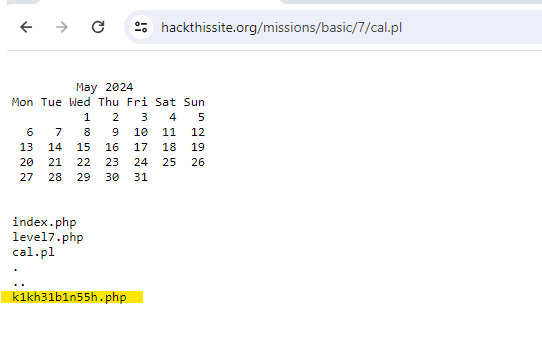 hackthissite.org/missions/basic/7/cal.pl
May 2024
Mon Tue Wed Thu Fri Sat Sun
1 2 3 4 5
6 7 8 9 10 11 12
13 14 15 16 17 18 19
20 21 22 23 24 25 26
27 28 29 30 31
index.php
level7.php
cal.pl
.
..
k1kh31b1n55h.php